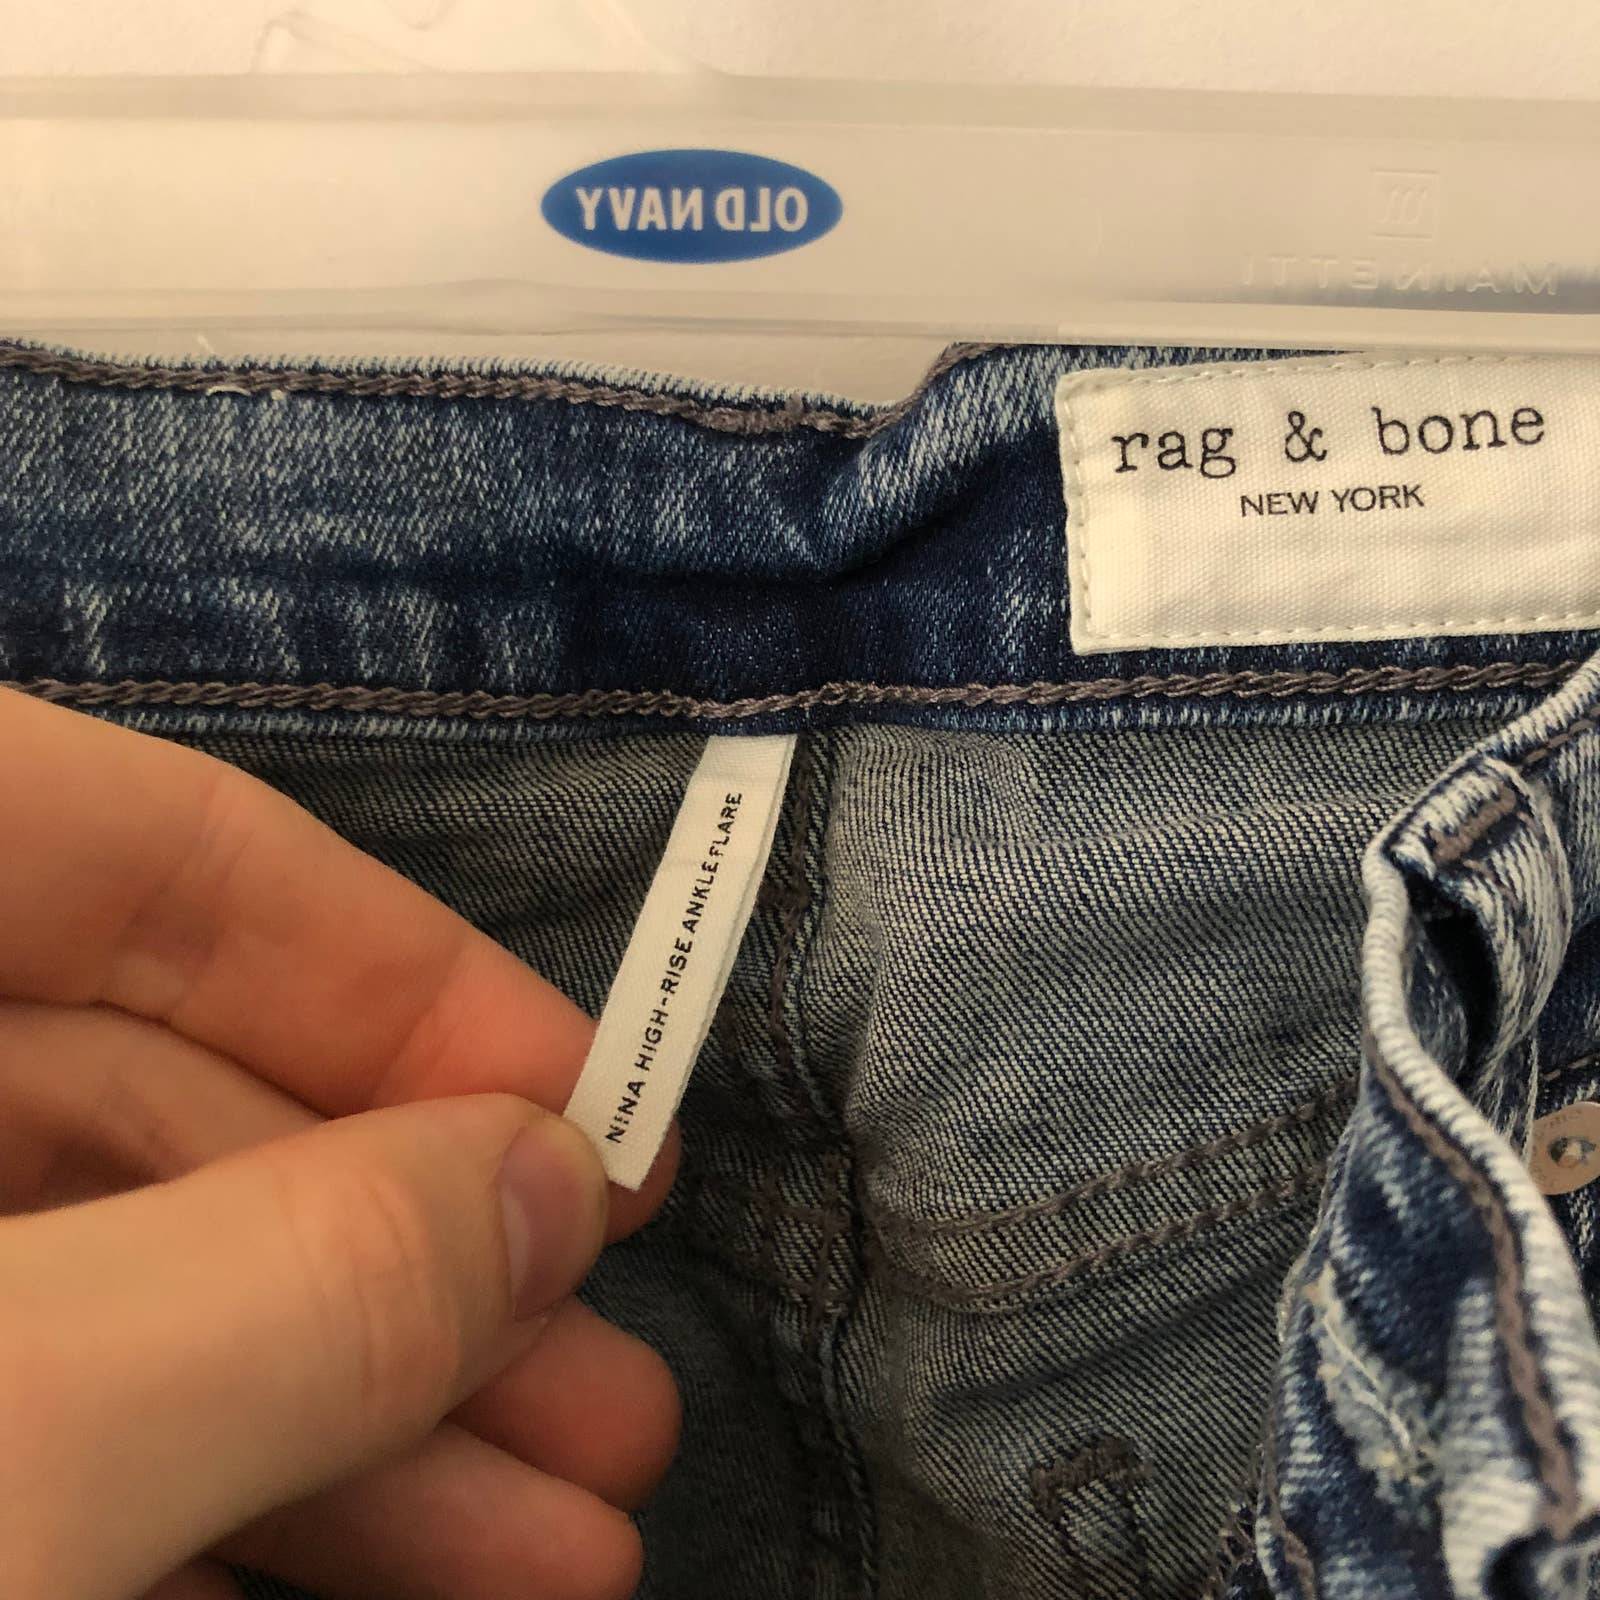 OLD NAVY
MAINETTI
rag & bone
NEW YORK
NINA HIGH-RISE ANKLE FLARE